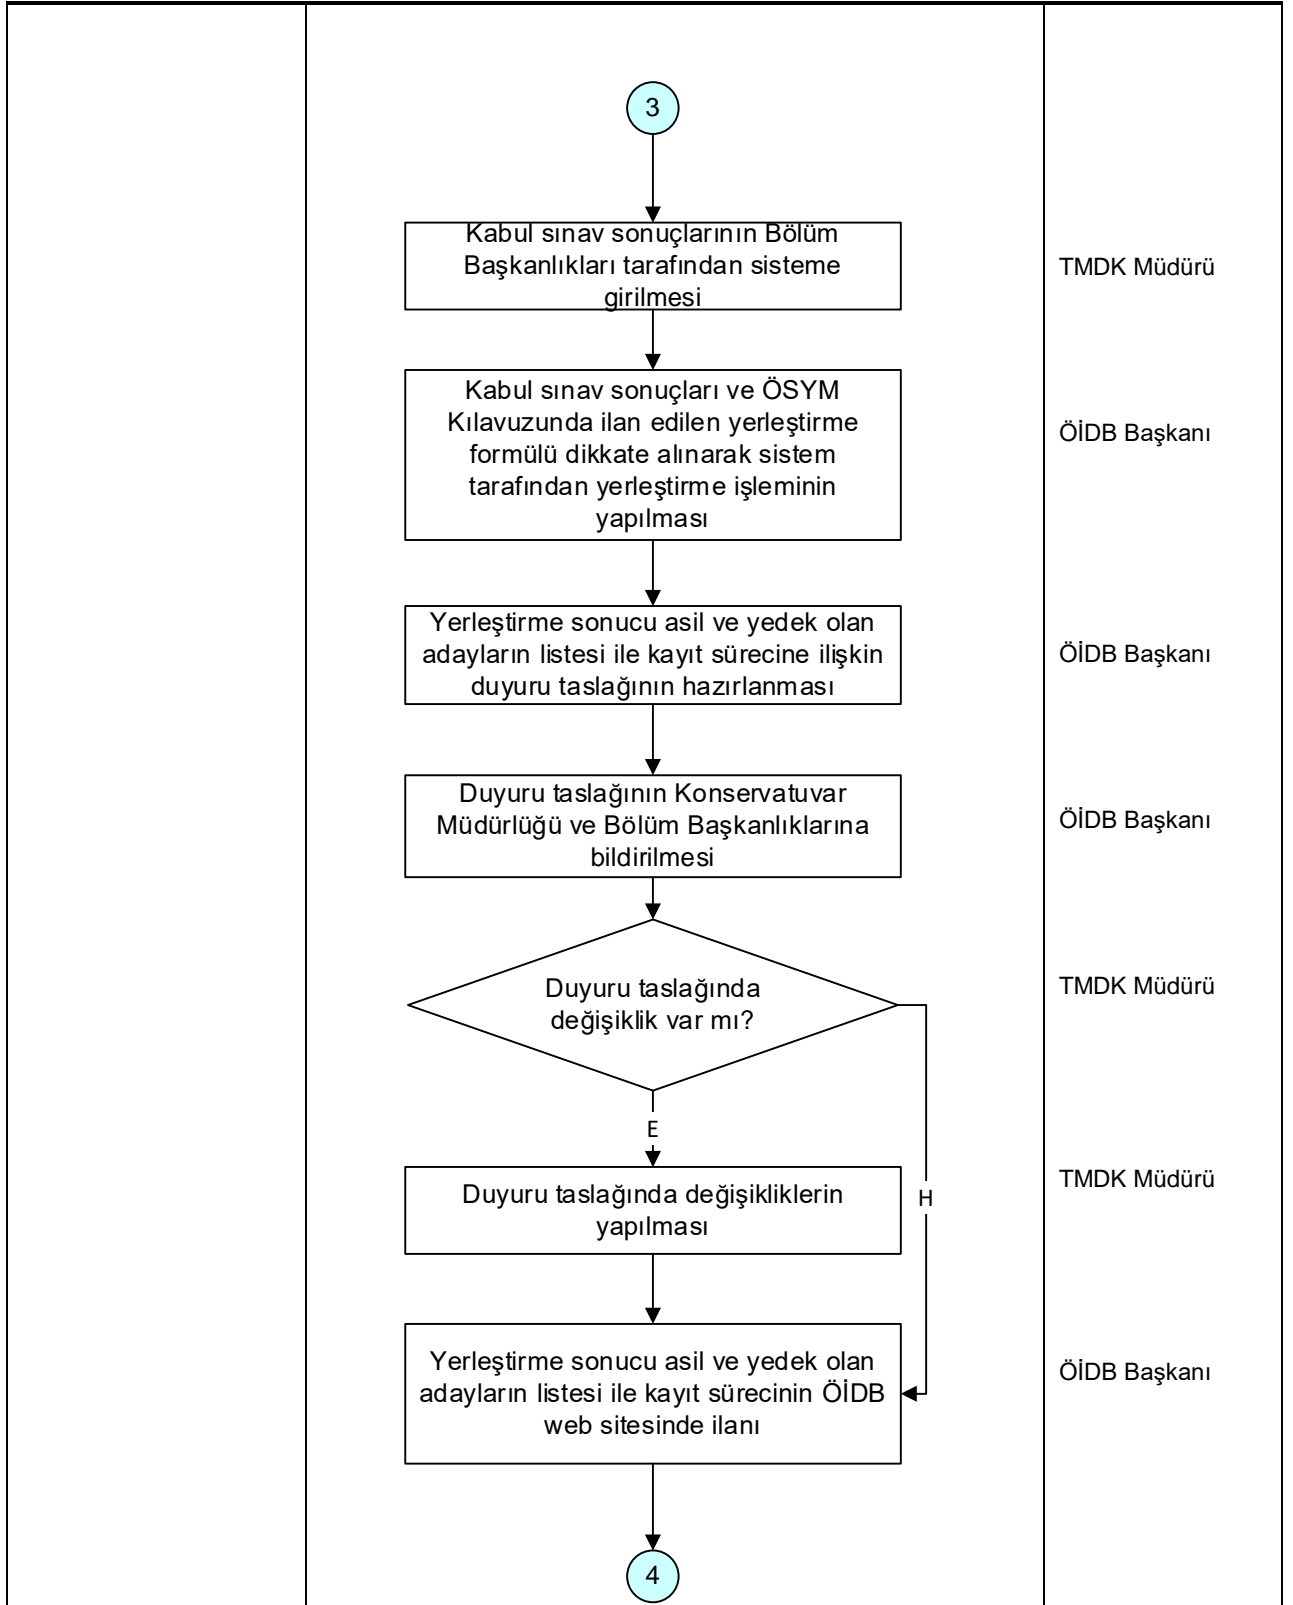 3
Kabul sınav sonuçlarının Bölüm
Başkanlıkları tarafından sisteme
girilmesi
TMDK Müdürü
Kabul sınav sonuçları ve ÖSYM
Kılavuzunda ilan edilen yerleştirme
formülü dikkate alınarak sistem
tarafından yerleştirme işleminin
yapılması
ÖİDB Başkanı
Yerleştirme sonucu asil ve yedek olan
adayların listesi ile kayıt sürecine ilişkin
duyuru taslağının hazırlanması
ÖİDB Başkanı
Duyuru taslağının Konservatuvar
Müdürlüğü ve Bölüm Başkanlıklarına
bildirilmesi
ÖİDB Başkanı
Duyuru taslağında
değişiklik var mı?
TMDK Müdürü
E
H
Duyuru taslağında değişikliklerin
yapılması
TMDK Müdürü
Yerleştirme sonucu asil ve yedek olan
adayların listesi ile kayıt sürecinin ÖİDB
web sitesinde ilanı
ÖİDB Başkanı
4